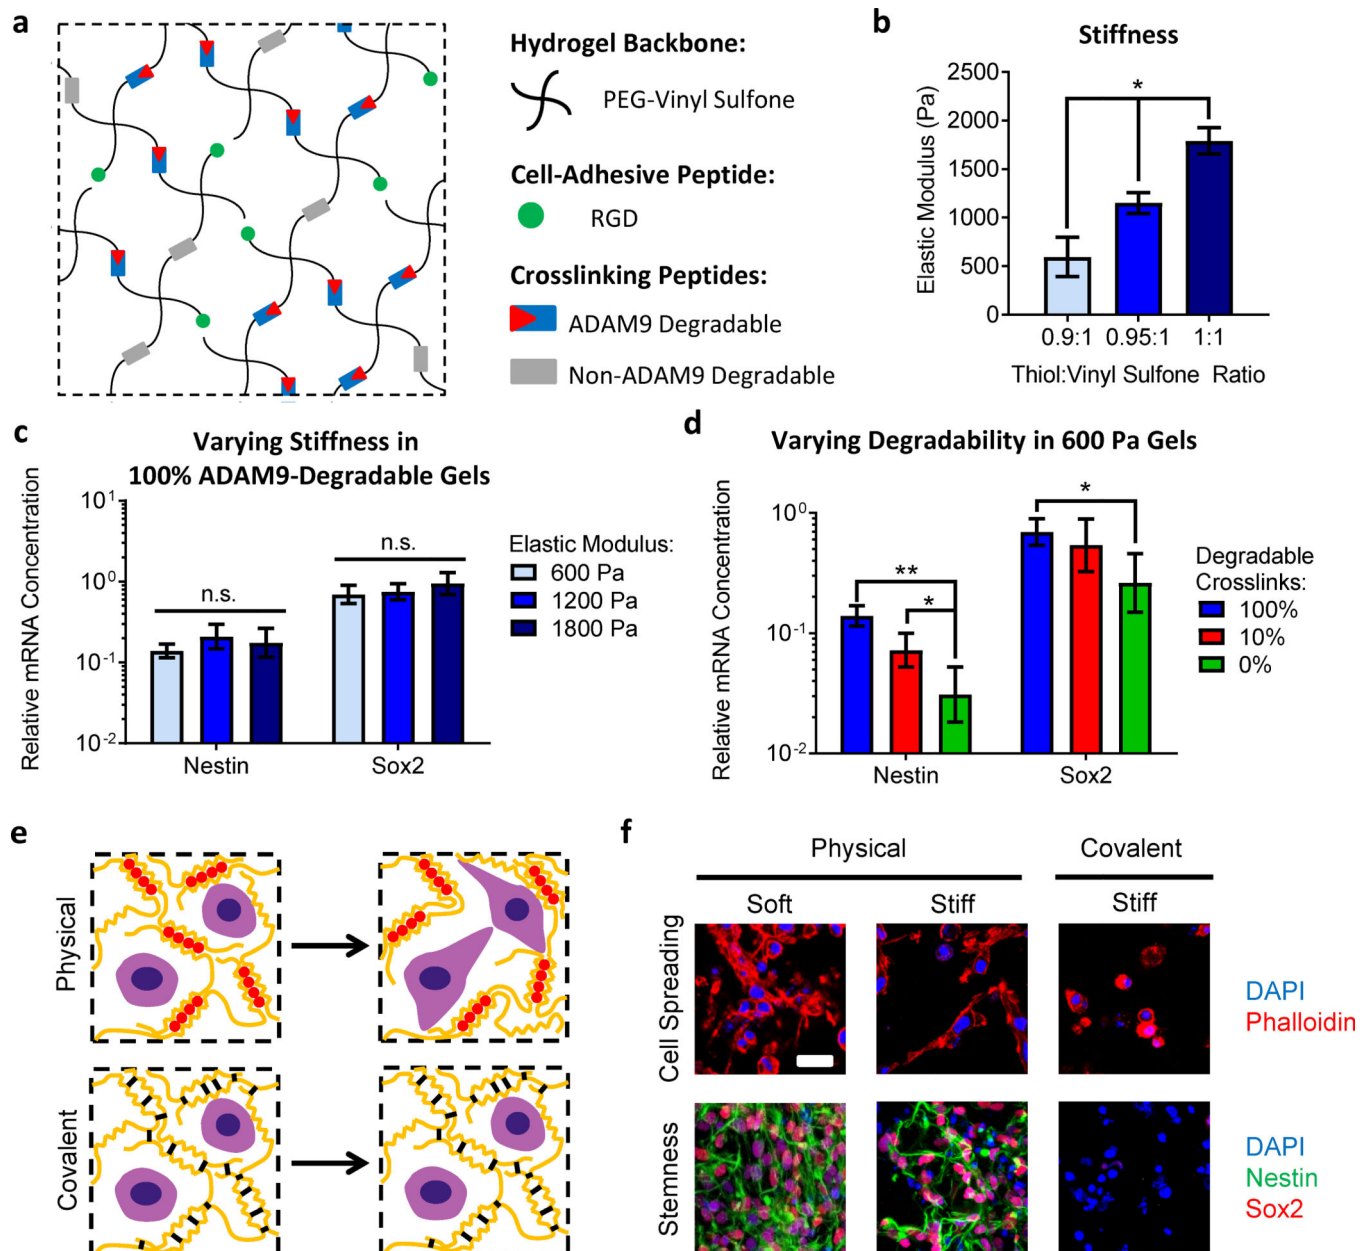 a
Hydrogel Backbone:
PEG-Vinyl Sulfone
Cell-Adhesive Peptide:
RGD
Crosslinking Peptides:
ADAM9 Degradable
Non-ADAM9 Degradable
b
Stiffness
Elastic Modulus (Pa)
2500
2000
1500
1000
500
0
*
0.9:1 0.95:1 1:1
Thiol:Vinyl Sulfone Ratio
c
Varying Stiffness in
100% ADAM9-Degradable Gels
Relative mRNA Concentration
10¹
10⁰
10⁻¹
10⁻²
n.s.
n.s.
Nestin Sox2
Elastic Modulus:
600 Pa
1200 Pa
1800 Pa
d
Varying Degradability in 600 Pa Gels
Relative mRNA Concentration
10⁰
10⁻¹
10⁻²
**
*
*
Nestin Sox2
Degradable
Crosslinks:
100%
10%
0%
e
Physical
Covalent
f
Physical Covalent
Soft Stiff Stiff
Cell Spreading
DAPI
Phalloidin
Stemness
DAPI
Nestin
Sox2